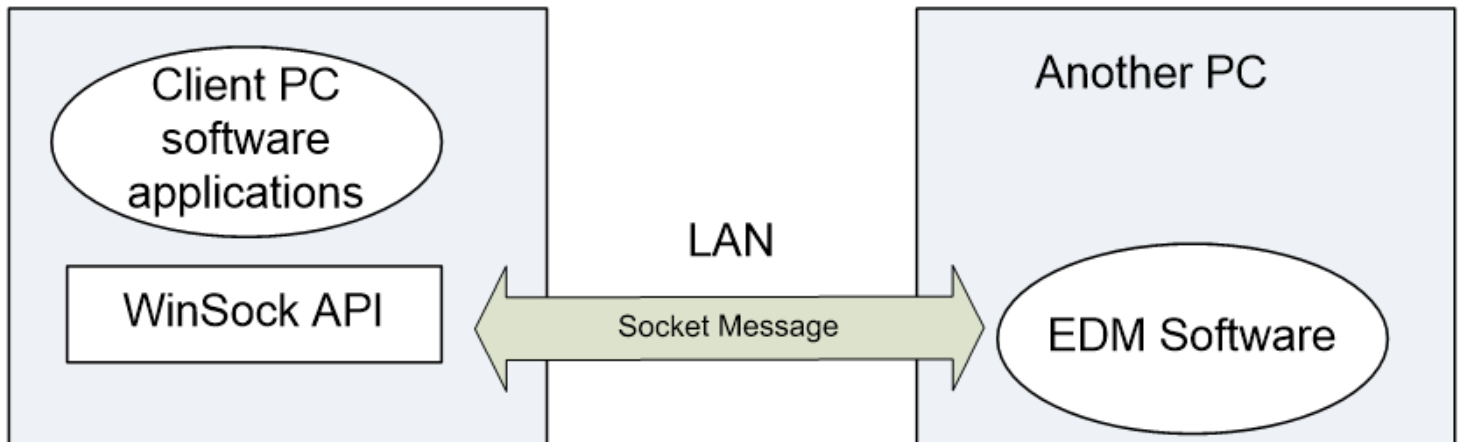 Client PC
software
applications
WinSock API
LAN
Socket Message
Another PC
EDM Software